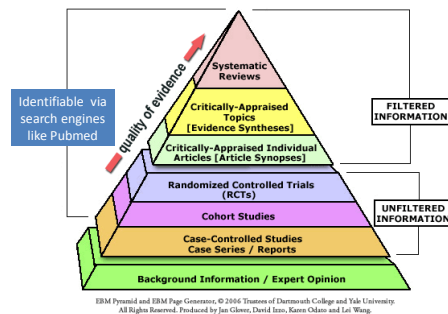 Systematic
Reviews
Critically-Appraised
Topics
[Evidence Syntheses]
Critically-Appraised Individual
Articles [Article Synopses]
Randomized Controlled Trials
(RCTs)
Cohort Studies
Case-Controlled Studies
Case Series / Reports
Background Information / Expert Opinion
quality of evidence
Identifiable via
search engines
like Pubmed
FILTERED
INFORMATION
UNFILTERED
INFORMATION
EBM Pyramid and EBM Page Generator, © 2006 Trustees of Dartmouth College and Yale University.
All Rights Reserved. Produced by Jan Glover, David Izzo, Karen Odato and Lei Wang.